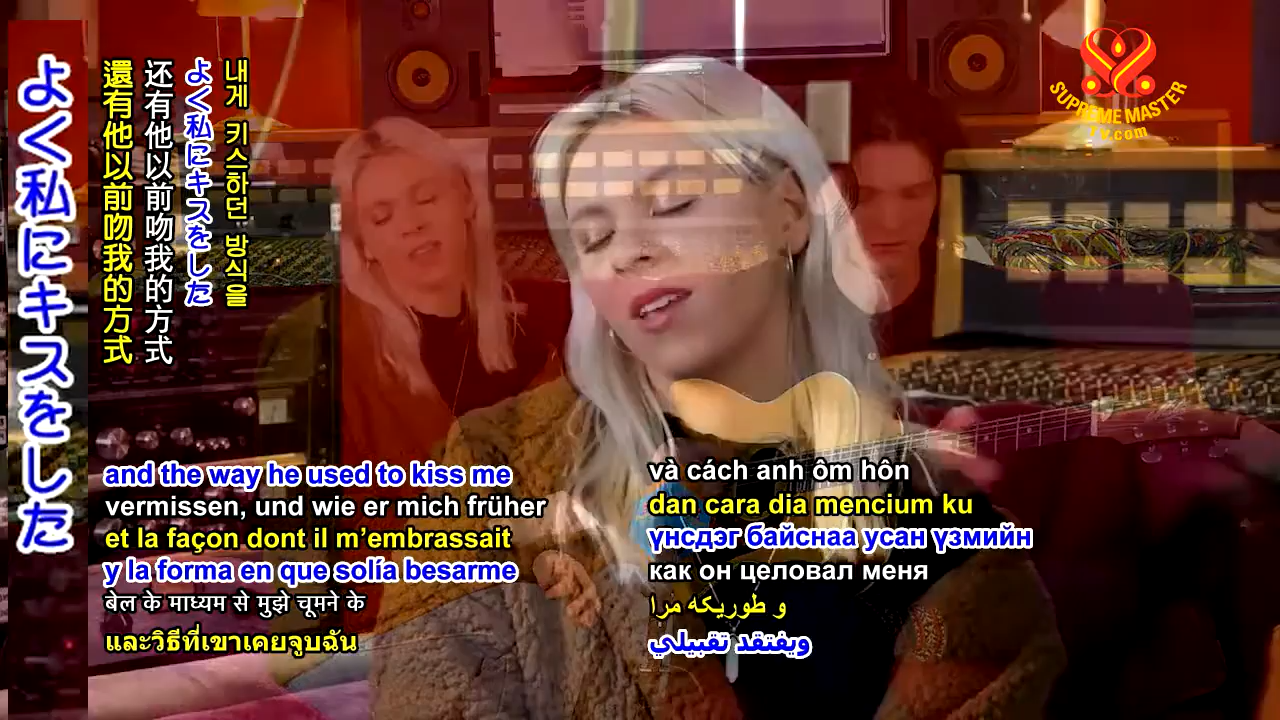 よく私にキスをした
還有他以前吻我的方式
还有他以前吻我的方式
よく私にキスをした
내게 키스하던 방식을
SUPREME MASTER
TV.com
and the way he used to kiss me
vermissen, und wie er mich früher
et la façon dont il m’embrassait
y la forma en que solía besarme
बेल के माध्यम से मुझे चूमने के
และวิธีที่เขาเคยจูบฉัน
và cách anh ôm hôn
dan cara dia mencium ku
үнсдэг байснаа усан үзмийн
как он целовал меня
و طوریکه مرا
ويفتقد تقبيلي